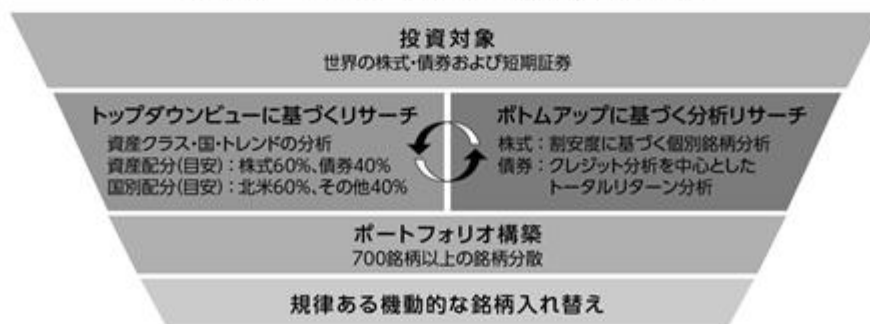 投資対象
世界の株式・債券および短期証券
トップダウンビューに基づくリサーチ
資産クラス・国・トレンドの分析
資産配分(目安)：株式60%、債券40%
国別配分(目安)：北米60%、その他40%
ボトムアップに基づく分析リサーチ
株式：割安度に基づく個別銘柄分析
債券：クレジット分析を中心とした
トータルリターン分析
ポートフォリオ構築
700銘柄以上の銘柄分散
規律ある機動的な銘柄入れ替え